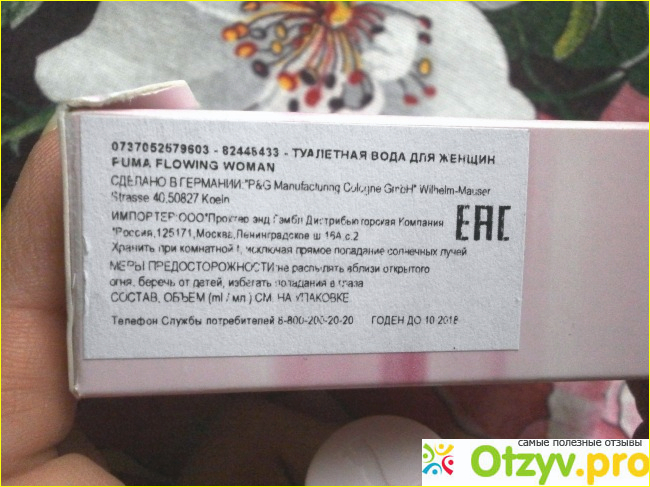 0737052679603 - 82448433 - ТУАЛЕТНАЯ ВОДА ДЛЯ ЖЕНЩИН
PUMA FLOWING WOMAN
СДЕЛАНО В ГЕРМАНИИ:"P&G Manufacturing Cologne GmbH" Wilhelm-Mauser
Strasse 40,50827 Koeln
ИМПОРТЕР:ООО"Проктер энд Гэмбл Дистрибьюторская Компания
"Россия,125171,Москва,Ленинградское ш 16А,с.2
EAC
Хранить при комнатной t, исключая прямое попадание солнечных лучей
МЕРЫ ПРЕДОСТОРОЖНОСТИ:не распылять вблизи открытого
огня, беречь от детей, избегать попадания в глаза
СОСТАВ, ОБЪЕМ (ml / мл ) СМ. НА УПАКОВКЕ
Телефон Службы потребителей 8-800-200-20-20 ГОДЕН ДО 10 2018
самые полезные отзывы
Otzyv.pro